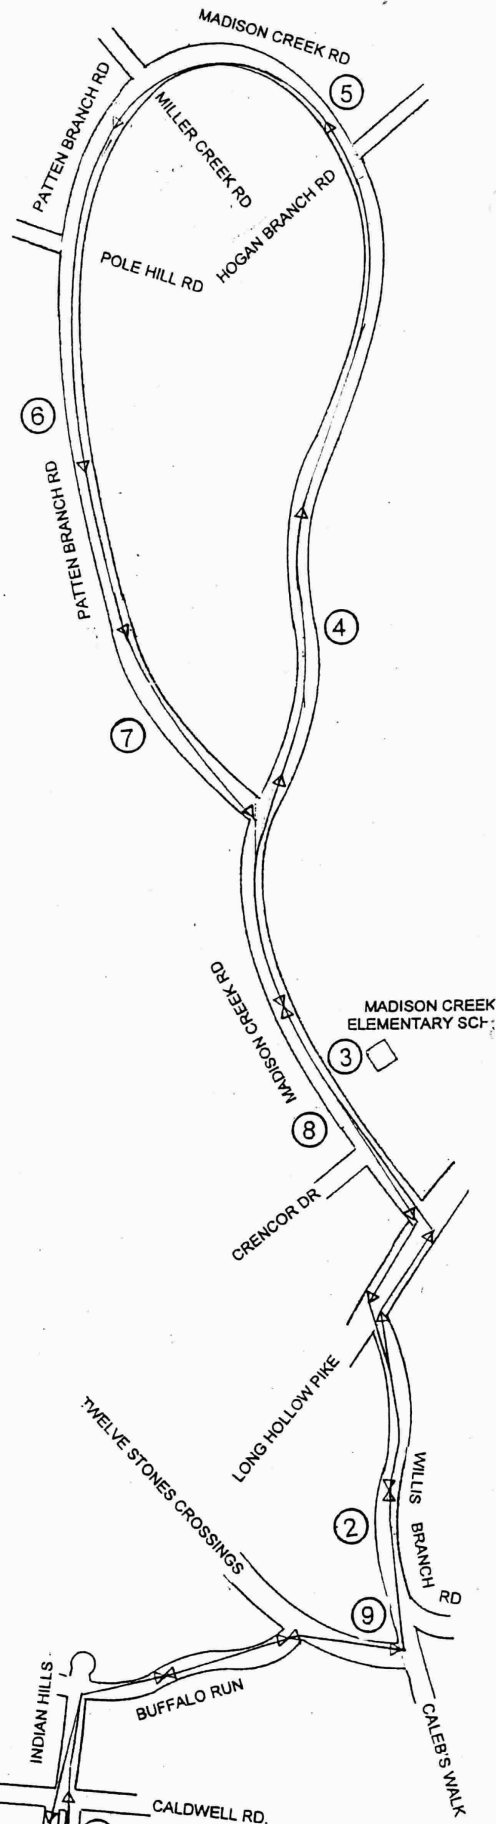 MADISON CREEK RD
5
PATTEN BRANCH RD
MILLER CREEK RD
HOGAN BRANCH RD
POLE HILL RD
6
PATTEN BRANCH RD
4
7
MADISON CREEK RD
MADISON CREEK
ELEMENTARY SCH
3
8
CRENCOR DR
LONG HOLLOW PIKE
TWELVE STONES CROSSINGS
WILLIS BRANCH RD
2
9
INDIAN HILLS
BUFFALO RUN
CALEB'S WALK
CALDWELL RD.